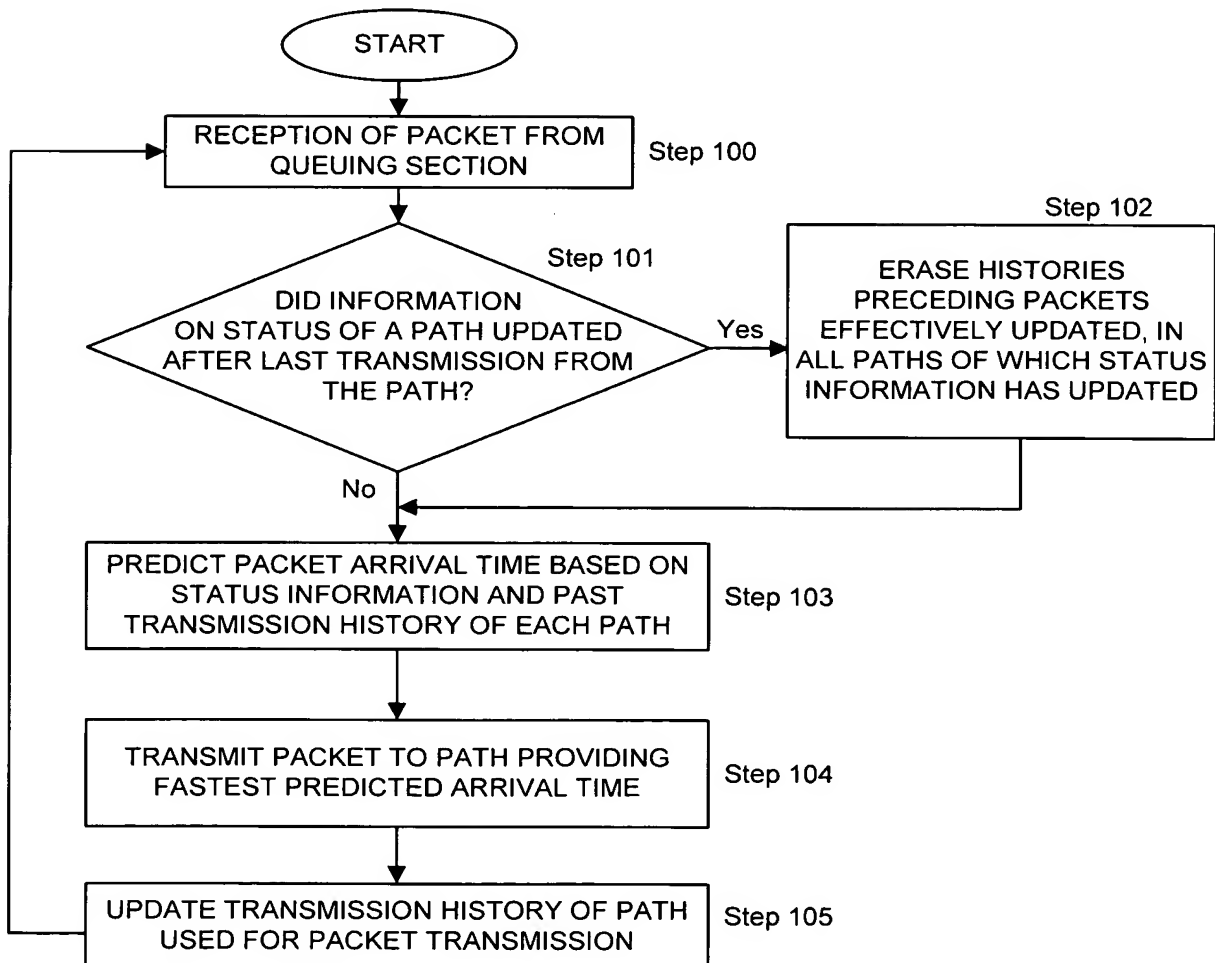 START
RECEPTION OF PACKET FROM
QUEUING SECTION
Step 100
Step 101
DID INFORMATION
ON STATUS OF A PATH UPDATED
AFTER LAST TRANSMISSION FROM
THE PATH?
Yes
Step 102
ERASE HISTORIES
PRECEDING PACKETS
EFFECTIVELY UPDATED, IN
ALL PATHS OF WHICH STATUS
INFORMATION HAS UPDATED
No
PREDICT PACKET ARRIVAL TIME BASED ON
STATUS INFORMATION AND PAST
TRANSMISSION HISTORY OF EACH PATH
Step 103
TRANSMIT PACKET TO PATH PROVIDING
FASTEST PREDICTED ARRIVAL TIME
Step 104
UPDATE TRANSMISSION HISTORY OF PATH
USED FOR PACKET TRANSMISSION
Step 105